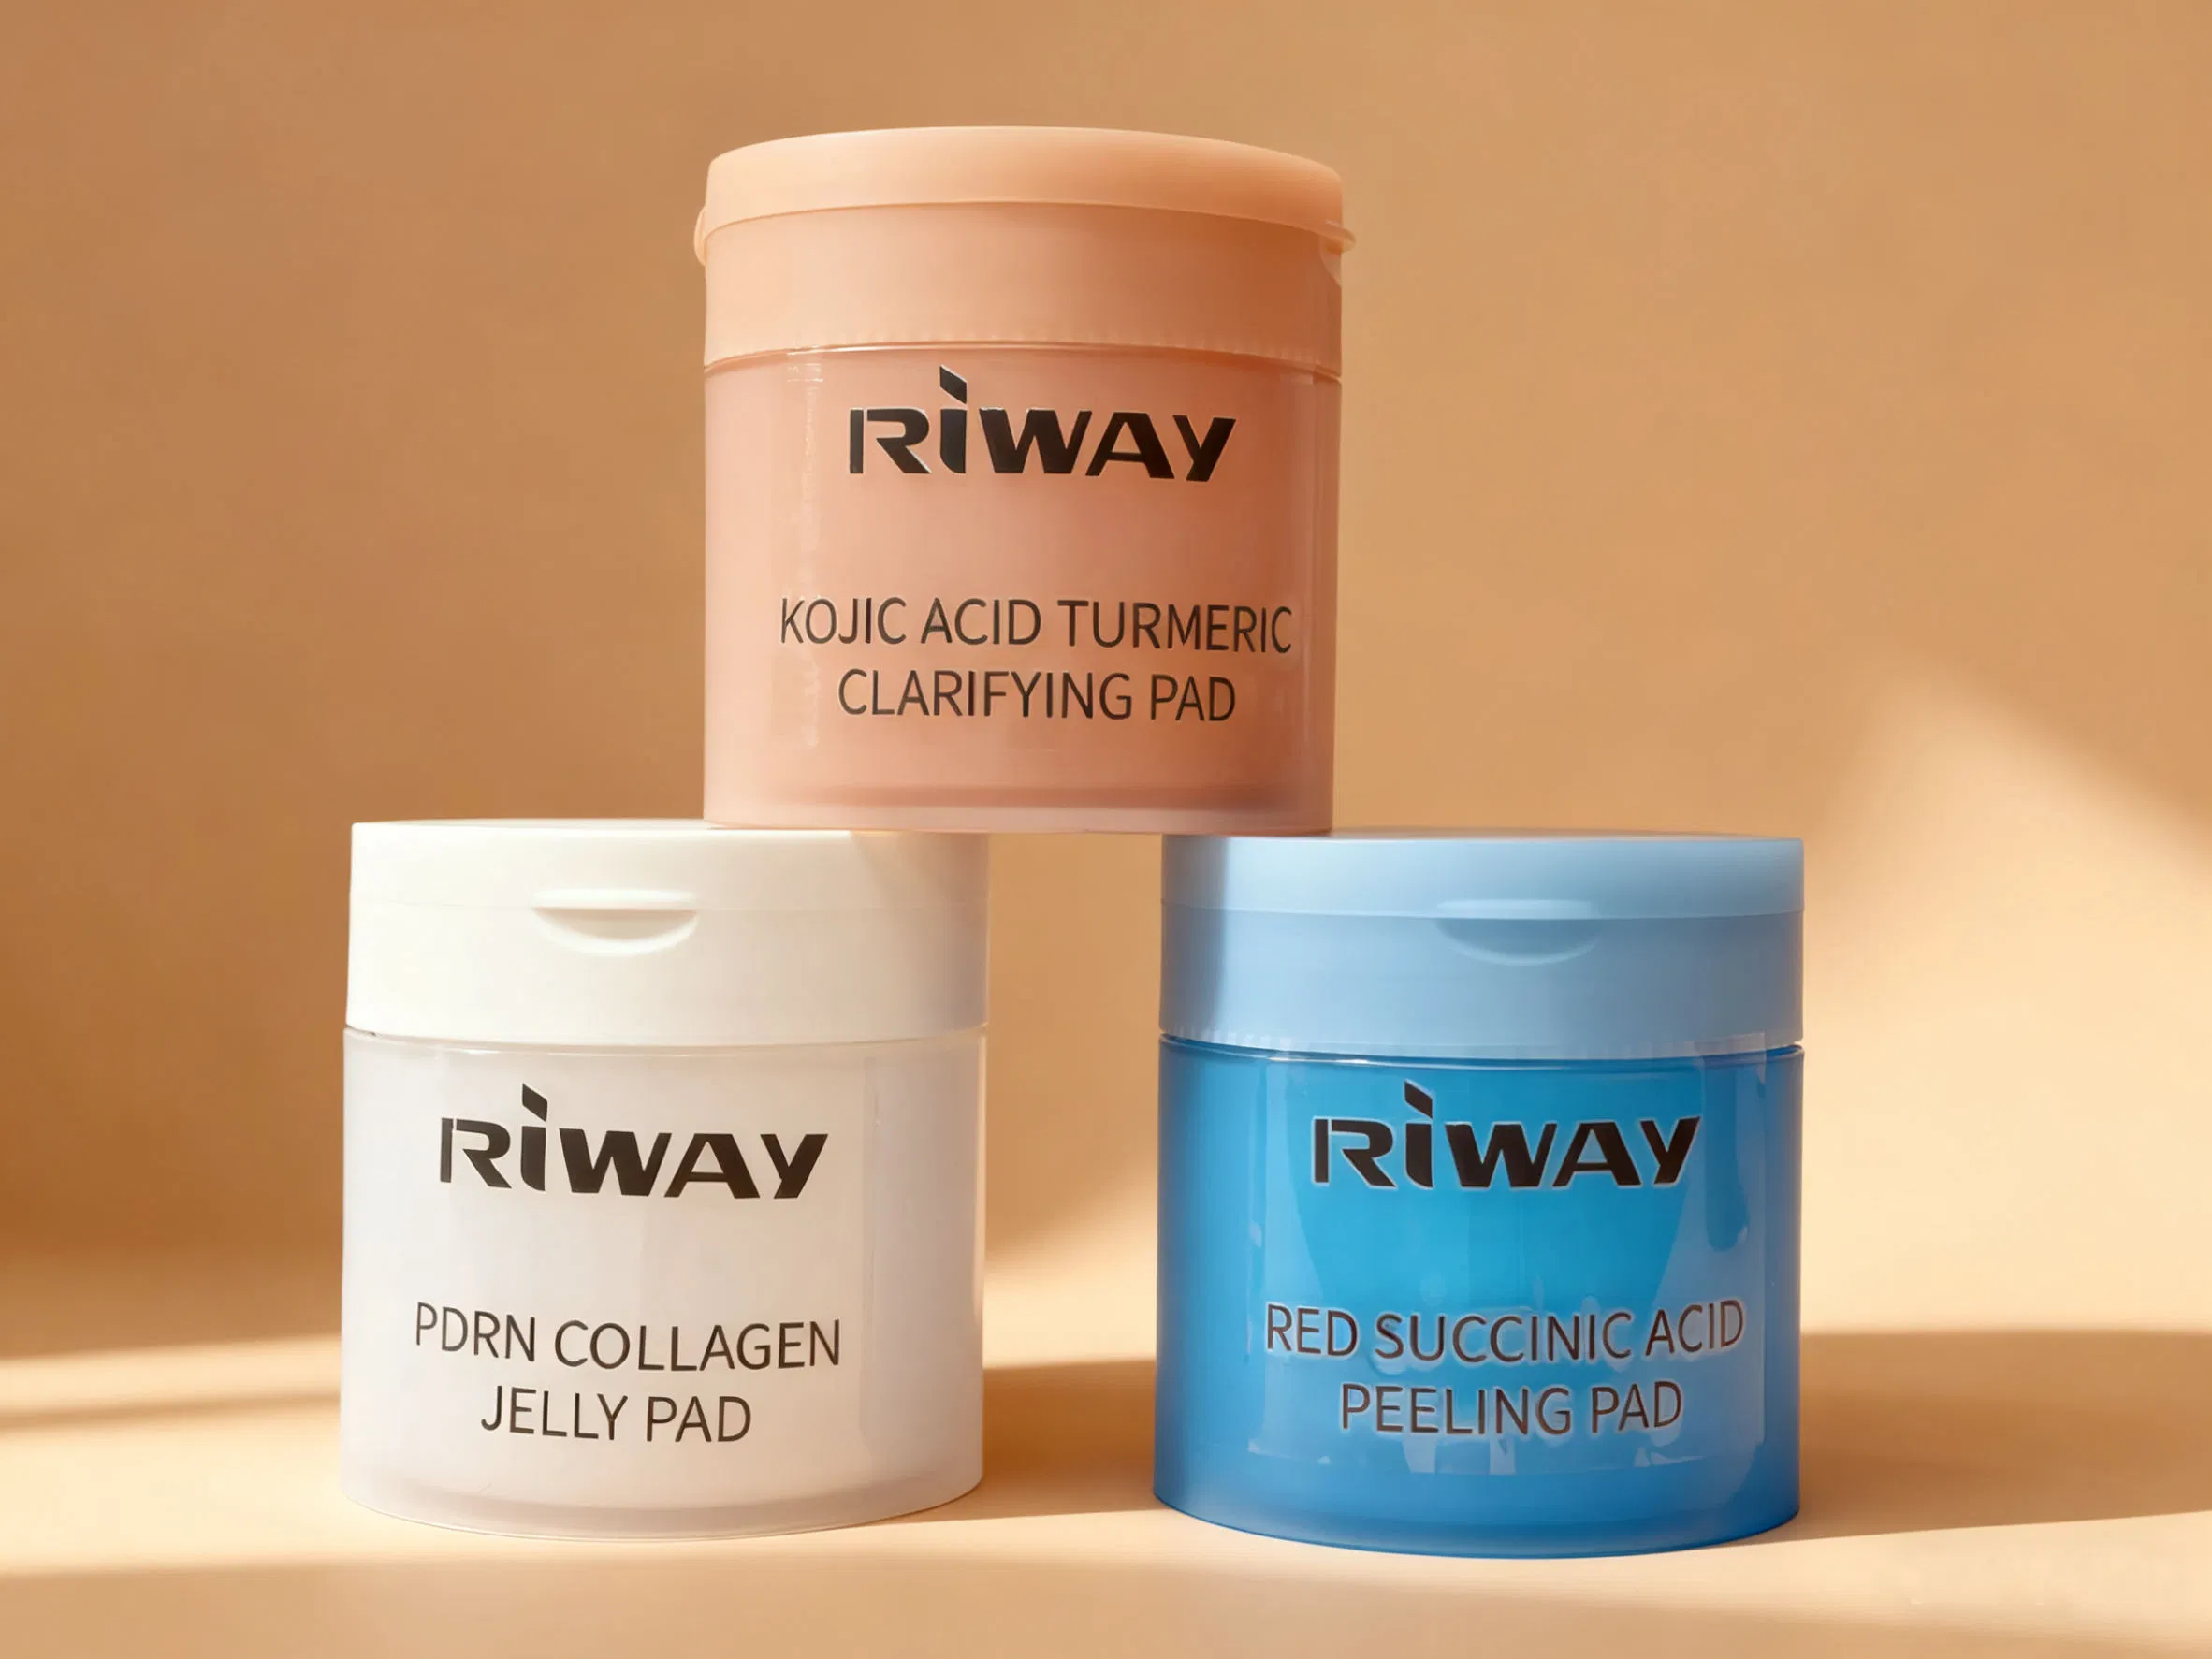 RIWAY
KOJIC ACID TURMERIC
CLARIFYING PAD
RIWAY
PDRN COLLAGEN
JELLY PAD
RIWAY
RED SUCCINIC ACID
PEELING PAD